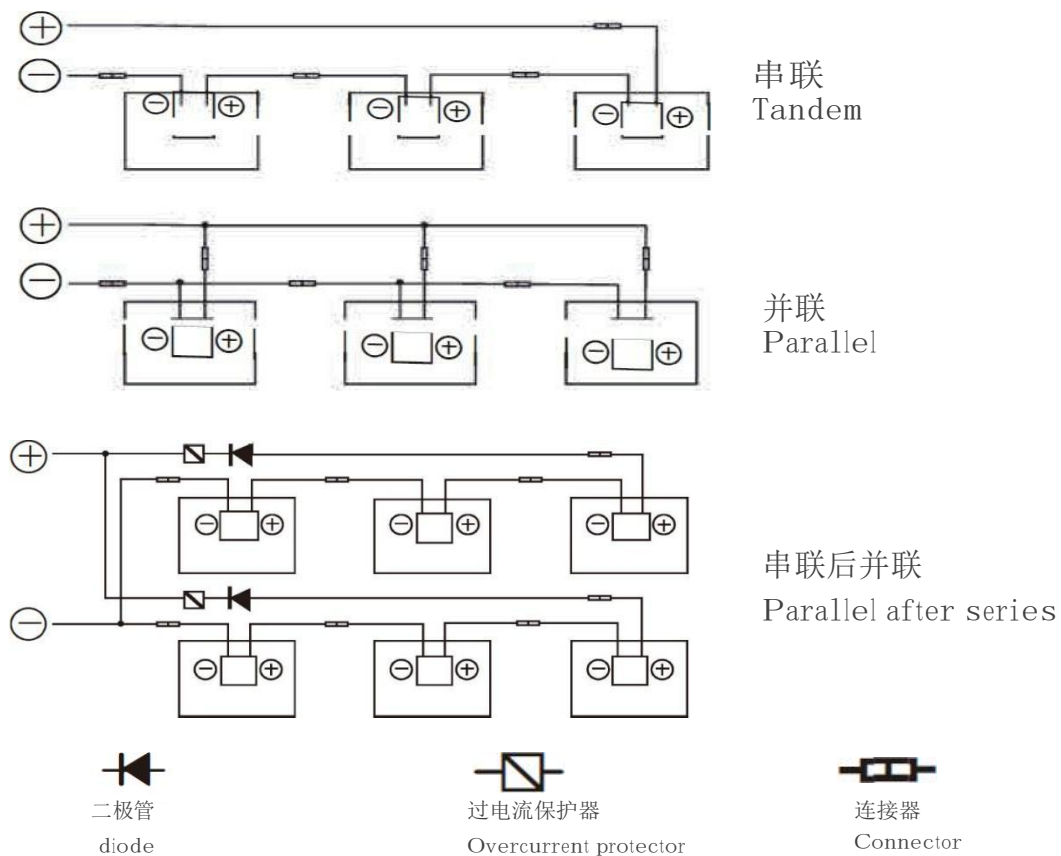 串联
Tandem
并联
Parallel
串联后并联
Parallel after series
二极管
diode
过电流保护器
Overcurrent protector
连接器
Connector